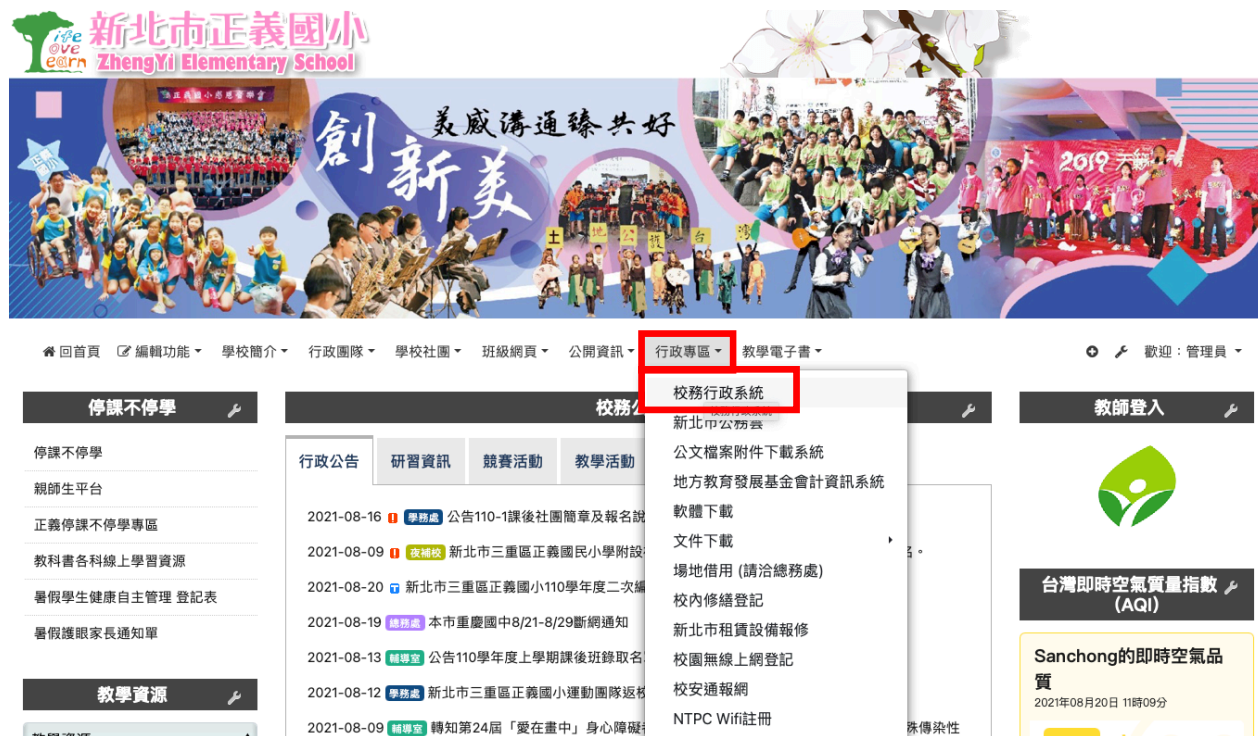 life
love
learn
新北市正義國小
ZhengYi Elementary School
創新美
美感溝通臻共好
土地公護台灣
2019
回首頁 編輯功能 學校簡介 行政團隊 學校社團 班級網頁 公開資訊 行政專區 教學電子書 歡迎：管理員
停課不停學
停課不停學
親師生平台
正義停課不停學專區
教科書各科線上學習資源
暑假學生健康自主管理 登記表
暑假護眼家長通知單
教學資源
校務公
行政公告 研習資訊 競賽活動 教學活動
2021-08-16 學務處 公告110-1課後社團簡章及報名說
2021-08-09 夜補校 新北市三重區正義國民小學附設 名。
2021-08-20 新北市三重區正義國小110學年度二次編
2021-08-19 總務處 本市重慶國中8/21-8/29斷網通知
2021-08-13 輔導室 公告110學年度上學期課後班錄取名
2021-08-12 學務處 新北市三重區正義國小運動團隊返校
2021-08-09 輔導室 轉知第24屆「愛在畫中」身心障礙 殊傳染性
校務行政系統
新北市公務雲
公文檔案附件下載系統
地方教育發展基金會計資訊系統
軟體下載
文件下載
場地借用 (請洽總務處)
校內修繕登記
新北市租賃設備報修
校園無線上網登記
校安通報網
NTPC Wifi註冊
教師登入
台灣即時空氣質量指數
(AQI)
Sanchong的即時空氣品
質
2021年08月20日 11時09分